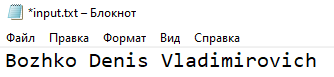 *input.txt – Блокнот
Файл Правка Формат Вид Справка
Bozhko Denis Vladimirovich